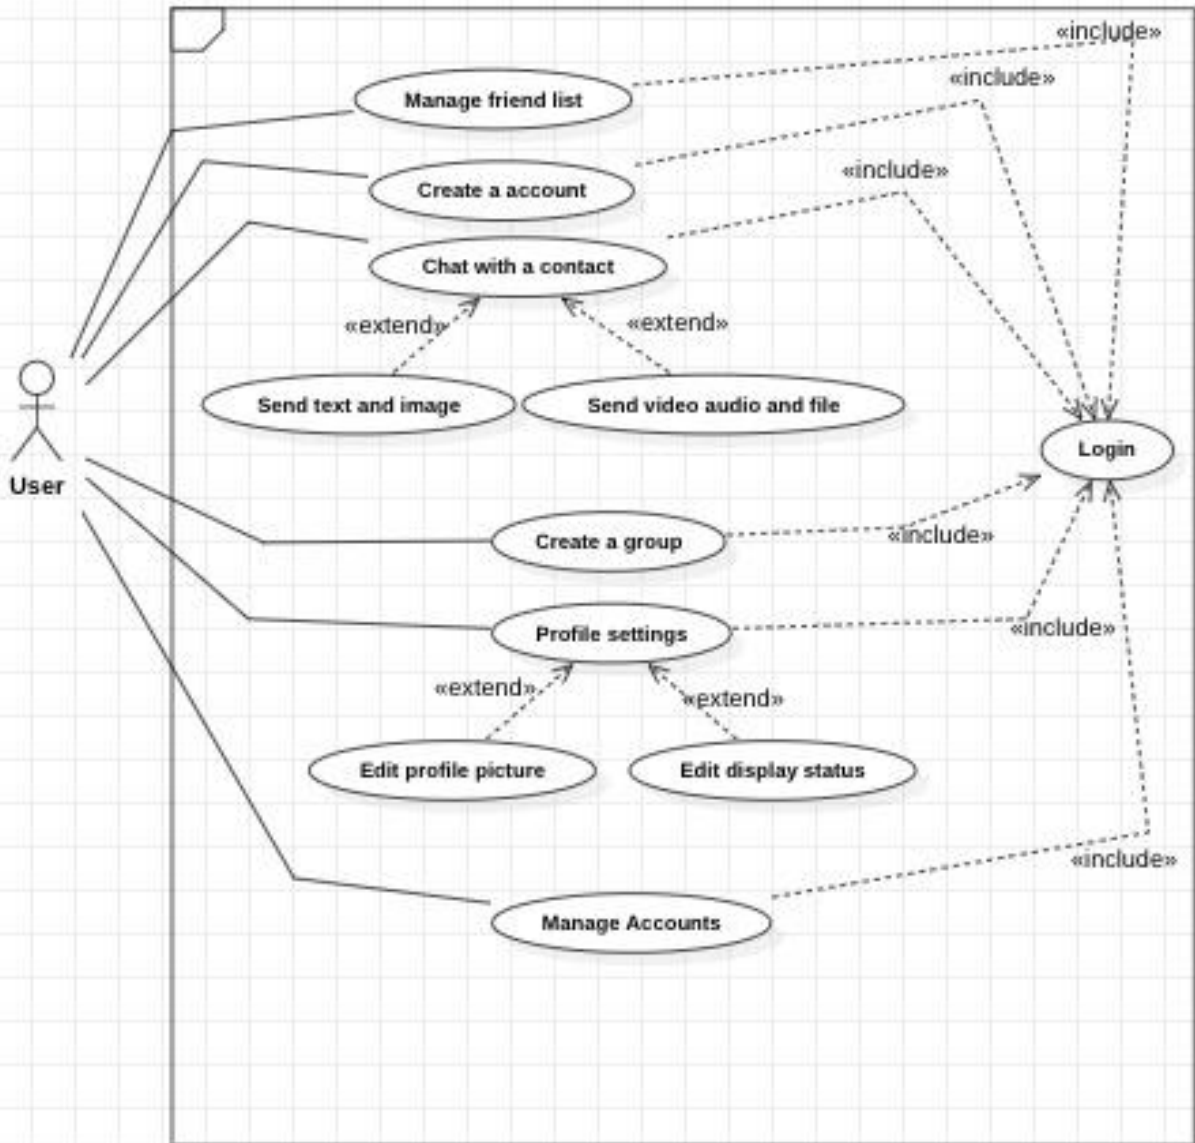 «include»
«include»
Manage friend list
«include»
Create a account
Chat with a contact
«extend»
«extend»
Send text and image
Send video audio and file
Login
User
«include»
Create a group
«include»
Profile settings
«extend»
«extend»
Edit profile picture
Edit display status
«include»
Manage Accounts